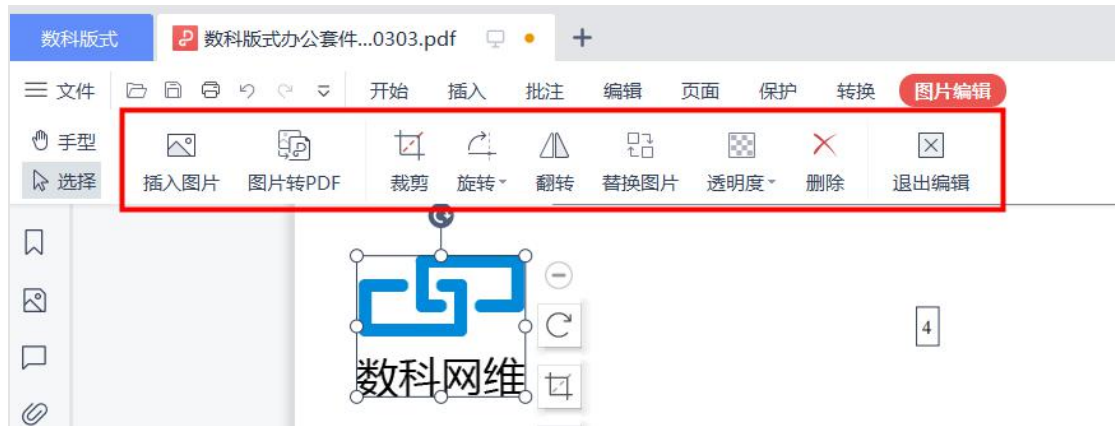 数科版式 数科版式办公套件...0303.pdf
文件 开始 插入 批注 编辑 页面 保护 转换 图片编辑
手型
选择 插入图片 图片转PDF 裁剪 旋转 翻转 替换图片 透明度 删除 退出编辑
4
数科网维